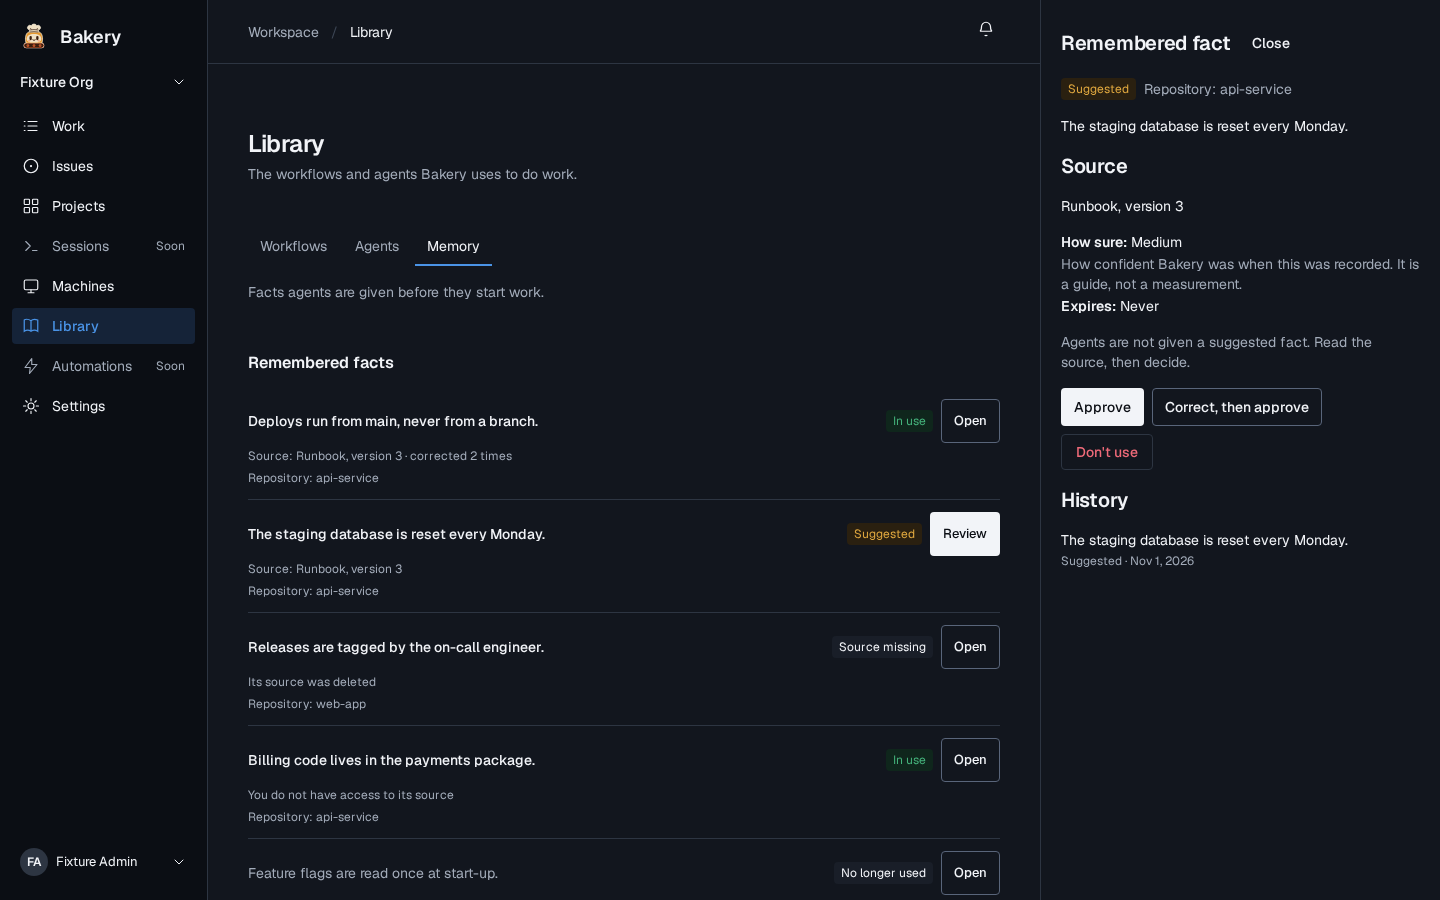 Bakery
Fixture Org
Work
Issues
Projects
Sessions Soon
Machines
Library
Automations Soon
Settings
FA Fixture Admin
Workspace / Library
Library
The workflows and agents Bakery uses to do work.
Workflows Agents Memory
Facts agents are given before they start work.
Remembered facts
Deploys run from main, never from a branch. In use Open
Source: Runbook, version 3 · corrected 2 times
Repository: api-service
The staging database is reset every Monday. Suggested Review
Source: Runbook, version 3
Repository: api-service
Releases are tagged by the on-call engineer. Source missing Open
Its source was deleted
Repository: web-app
Billing code lives in the payments package. In use Open
You do not have access to its source
Repository: api-service
Feature flags are read once at start-up. No longer used Open
Remembered fact Close
Suggested Repository: api-service
The staging database is reset every Monday.
Source
Runbook, version 3
How sure: Medium
How confident Bakery was when this was recorded. It is
a guide, not a measurement.
Expires: Never
Agents are not given a suggested fact. Read the
source, then decide.
Approve Correct, then approve
Don't use
History
The staging database is reset every Monday.
Suggested · Nov 1, 2026